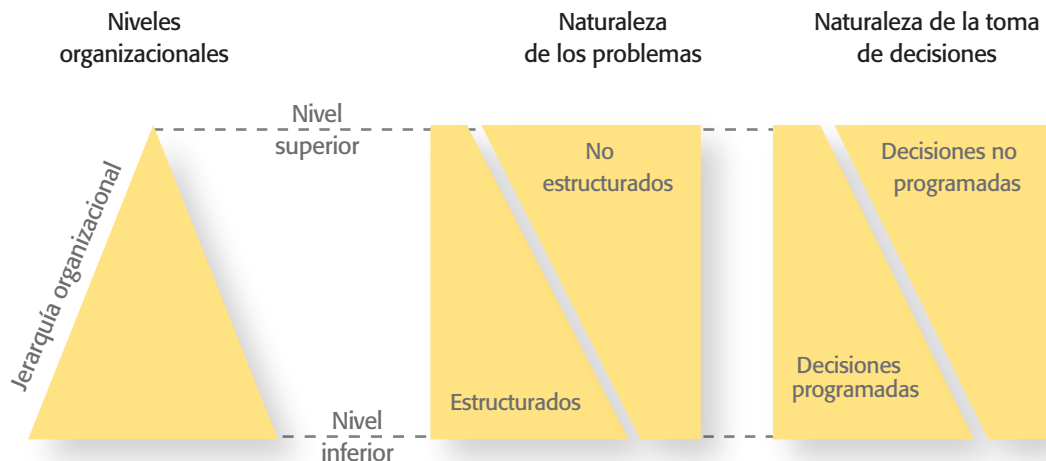 Niveles
organizacionales
Naturaleza
de los problemas
Naturaleza de la toma
de decisiones
Nivel
superior
No
estructurados
Decisiones no
programadas
Jerarquía organizacional
Estructurados
Decisiones
programadas
Nivel
inferior